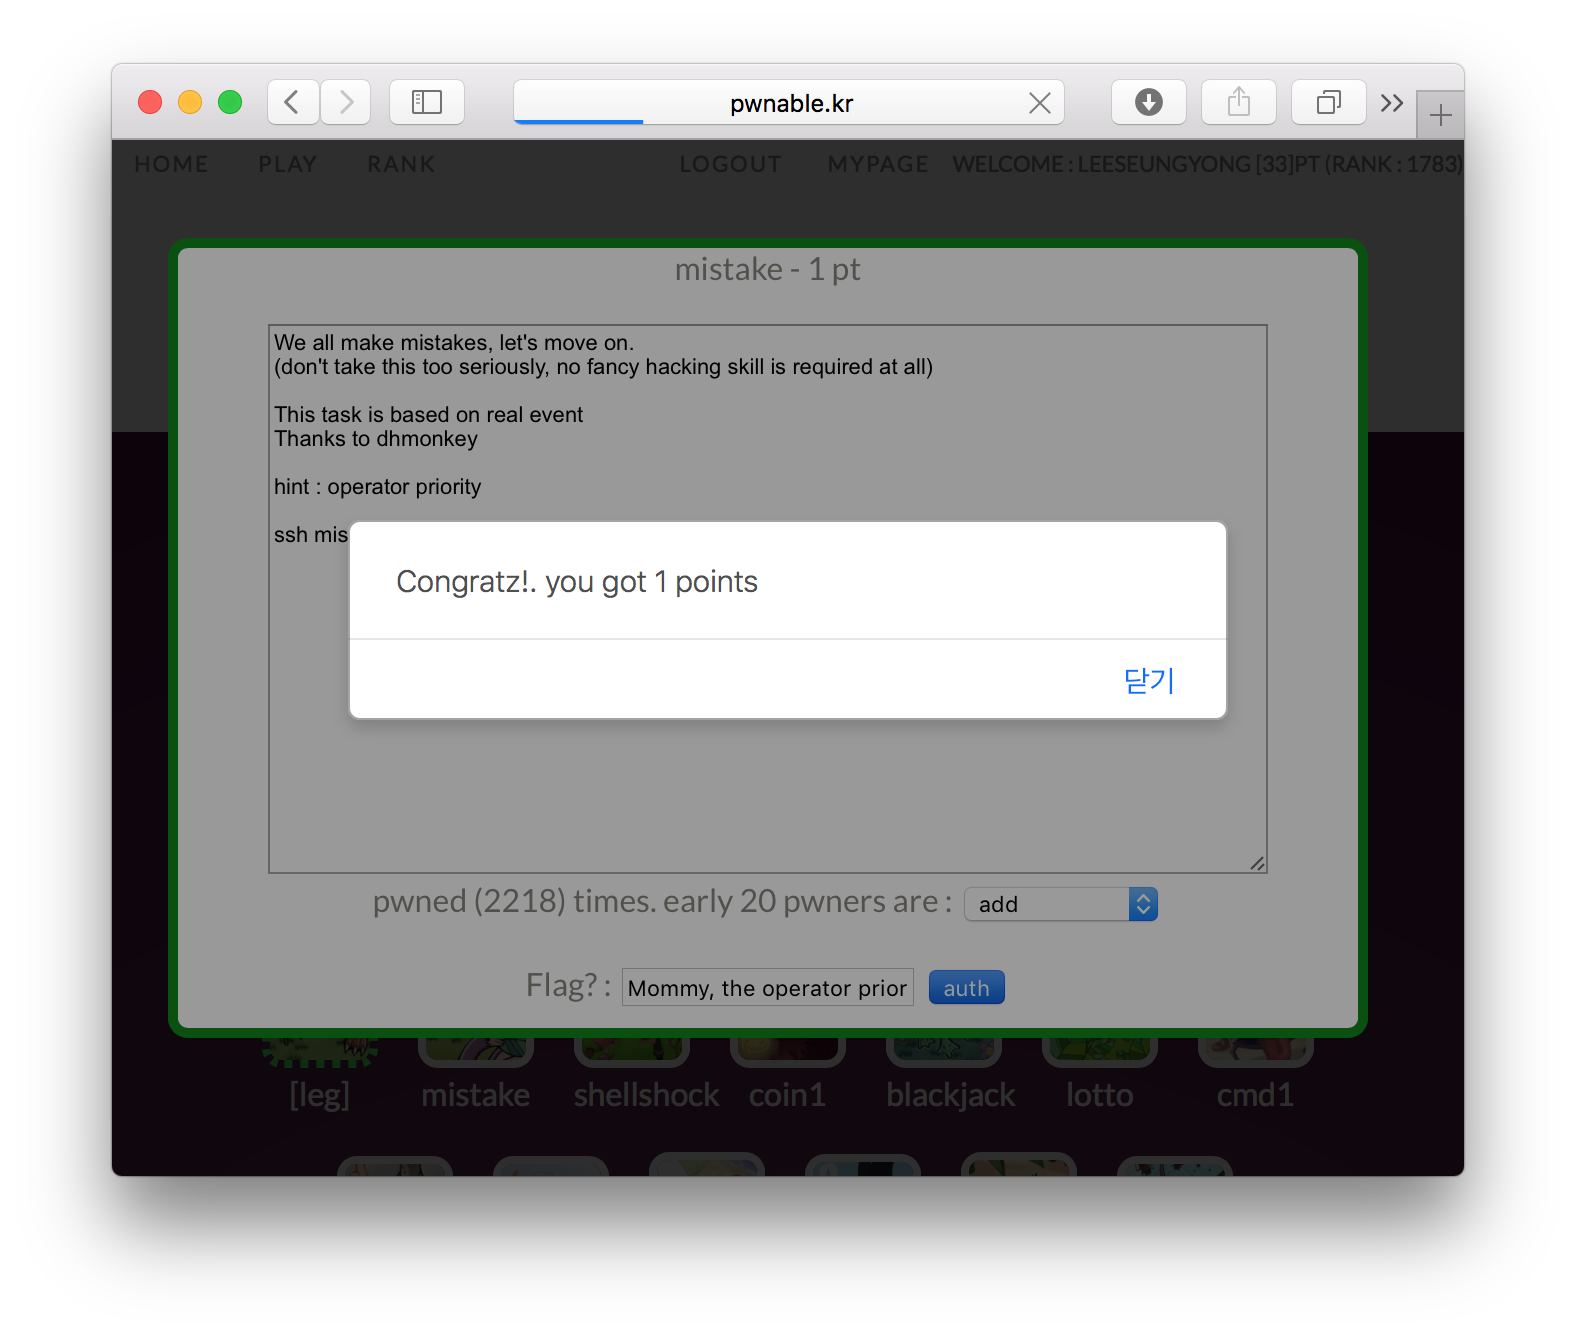 pwnable.kr
HOME PLAY RANK LOGOUT MYPAGE WELCOME : LEESEUNGYONG [33]PT (RANK : 1783)
mistake - 1 pt
We all make mistakes, let's move on.
(don't take this too seriously, no fancy hacking skill is required at all)
This task is based on real event
Thanks to dhmonkey
hint : operator priority
ssh mis
Congratz!. you got 1 points
닫기
pwned (2218) times. early 20 pwners are : add
Flag? : Mommy, the operator prior auth
[leg] mistake shellshock coin1 blackjack lotto cmd1